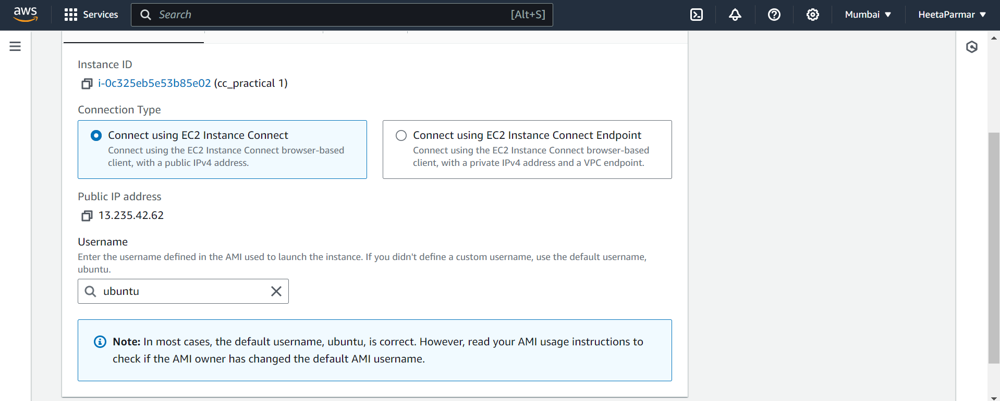 aws Services Search [Alt+S] Mumbai HeetaParmar
Instance ID
i-0c325eb5e53b85e02 (cc_practical 1)
Connection Type
Connect using EC2 Instance Connect
Connect using the EC2 Instance Connect browser-based
client, with a public IPv4 address.
Connect using EC2 Instance Connect Endpoint
Connect using the EC2 Instance Connect browser-based
client, with a private IPv4 address and a VPC endpoint.
Public IP address
13.235.42.62
Username
Enter the username defined in the AMI used to launch the instance. If you didn't define a custom username, use the default username,
ubuntu.
ubuntu
Note: In most cases, the default username, ubuntu, is correct. However, read your AMI usage instructions to
check if the AMI owner has changed the default AMI username.